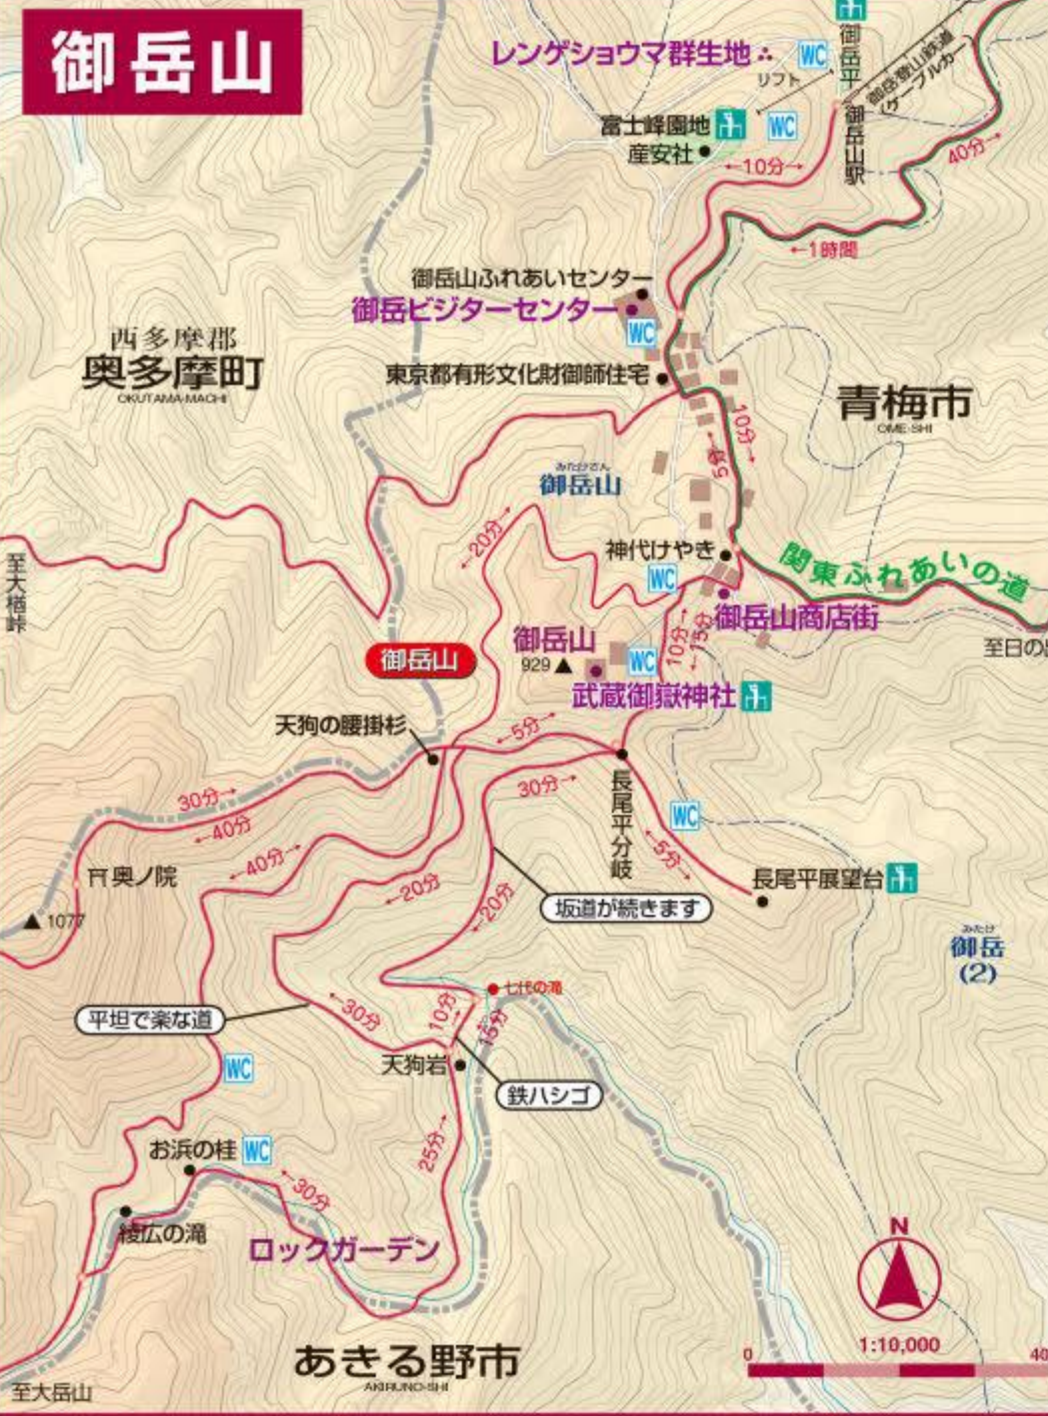 御岳山
レンゲショウマ群生地
WC
御岳平
リフト
御岳登山鉄道
(ケーブルカー)
富士峰園地
WC
産安社
御岳山駅
←10分→
40分→
←1時間
御岳山ふれあいセンター
御岳ビジターセンター
WC
西多摩郡
奥多摩町
OKUTAMA-MACHI
東京都有形文化財御師住宅
青梅市
OME-SHI
10分→
5分→
みたけさん
御岳山
←20分→
神代けやき
WC
関東ふれあいの道
至大楢峠
御岳山商店街
至日の出
御岳山
御岳山
929
WC
10分→
←15分
武蔵御嶽神社
天狗の腰掛杉
←5分→
30分→
←40分
30分→
長尾平分岐
WC
←5分→
←40分→
奥ノ院
←20分
長尾平展望台
坂道が続きます
←20分
1077
みたけ
御岳
(2)
七代の滝
平坦で楽な道
←30分
10分→
←15分
天狗岩
WC
鉄ハシゴ
25分→
お浜の桂
WC
←30分
綾広の滝
ロックガーデン
N
1:10,000
0
40
あきる野市
AKIRUNO-SHI
至大岳山